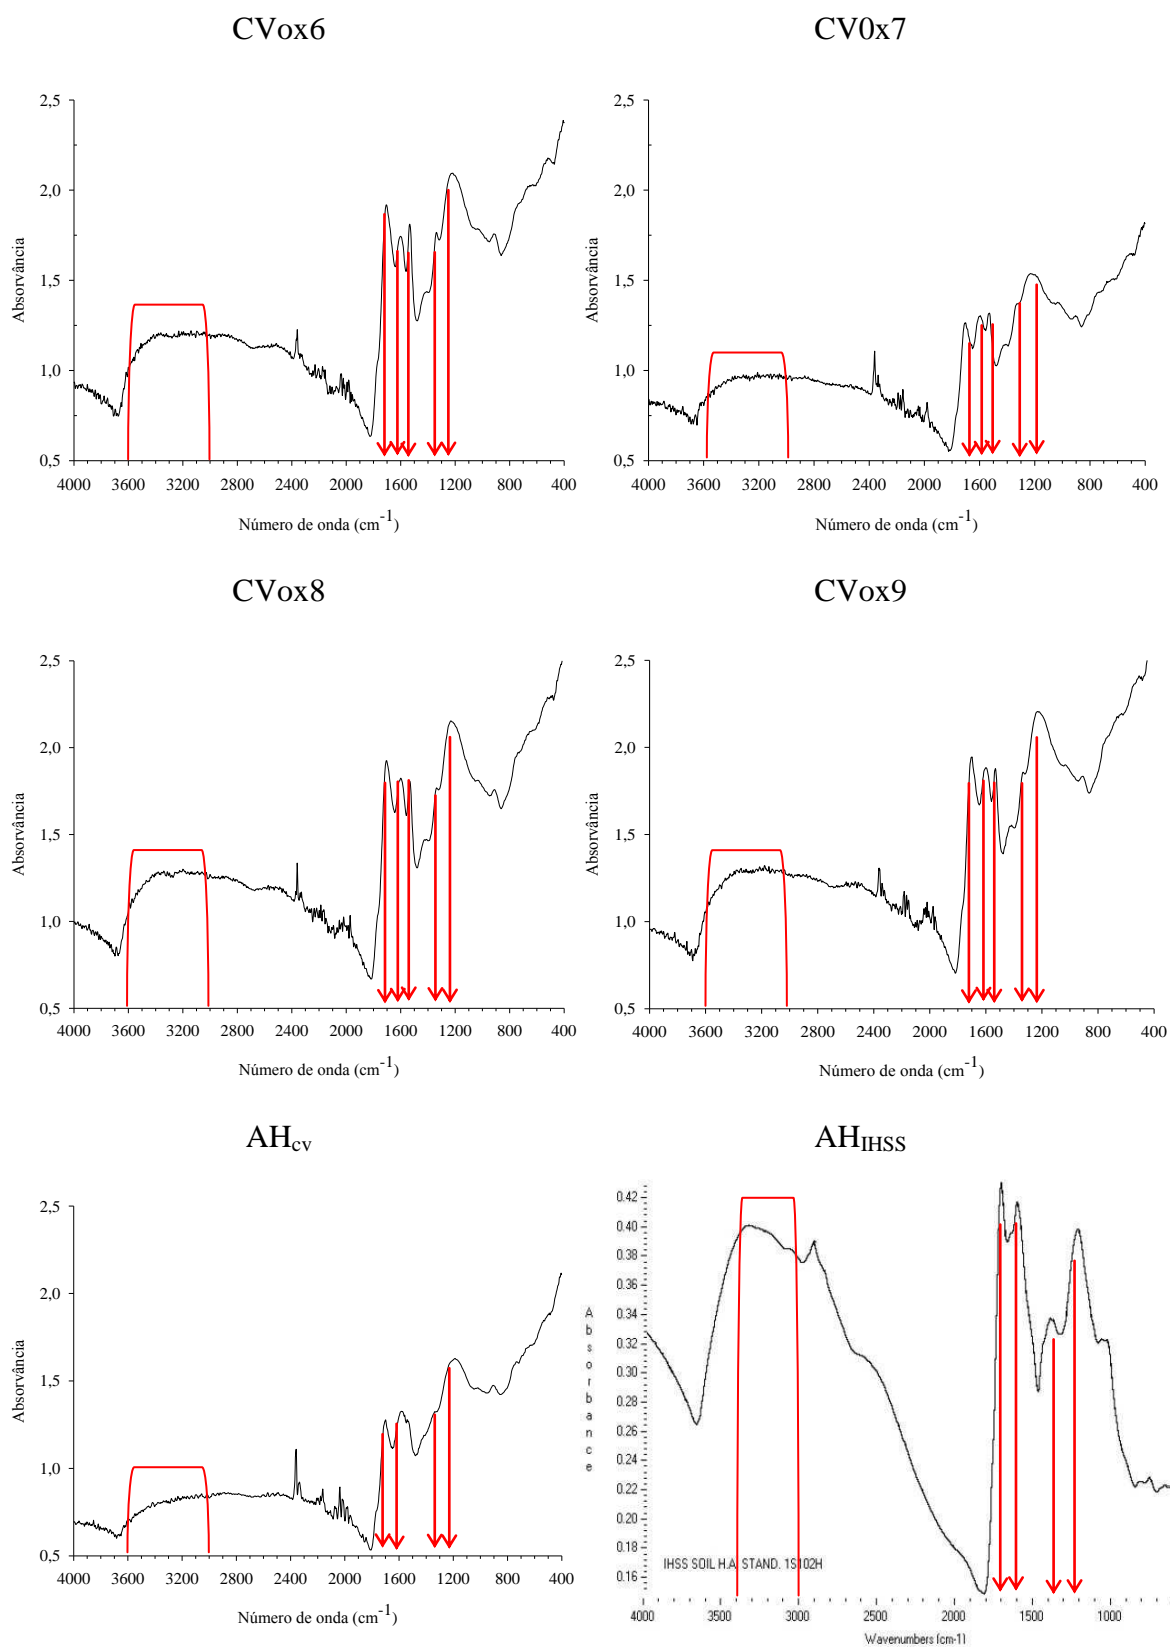 CVox6
CV0x7
2,5
2,0
1,5
1,0
0,5
Absorvância
4000 3600 3200 2800 2400 2000 1600 1200 800 400
Número de onda (cm-1)
2,5
2,0
1,5
1,0
0,5
Absorvância
4000 3600 3200 2800 2400 2000 1600 1200 800 400
Número de onda (cm-1)
CVox8
CVox9
2,5
2,0
1,5
1,0
0,5
Absorvância
4000 3600 3200 2800 2400 2000 1600 1200 800 400
Número de onda (cm-1)
2,5
2,0
1,5
1,0
0,5
Absorvância
4000 3600 3200 2800 2400 2000 1600 1200 800 400
Número de onda (cm-1)
AHcv
AHIHSS
2,5
2,0
1,5
1,0
0,5
Absorvância
4000 3600 3200 2800 2400 2000 1600 1200 800 400
Número de onda (cm-1)
0.42
0.40
0.38
0.36
0.34
0.32
0.30
0.28
0.26
0.24
0.22
0.20
0.18
0.16
Absorbance
IHSS SOIL H.A. STAND. 1S102H
4000 3500 3000 2500 2000 1500 1000
Wavenumbers (cm-1)